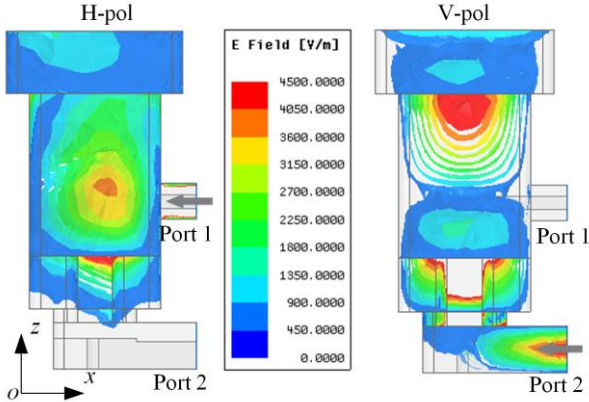 H-pol
V-pol
E Field [V/m]
4500.0000
4050.0000
3600.0000
3150.0000
2700.0000
2250.0000
1800.0000
1350.0000
900.0000
450.0000
0.0000
Port 1
Port 1
z
o
x
Port 2
Port 2